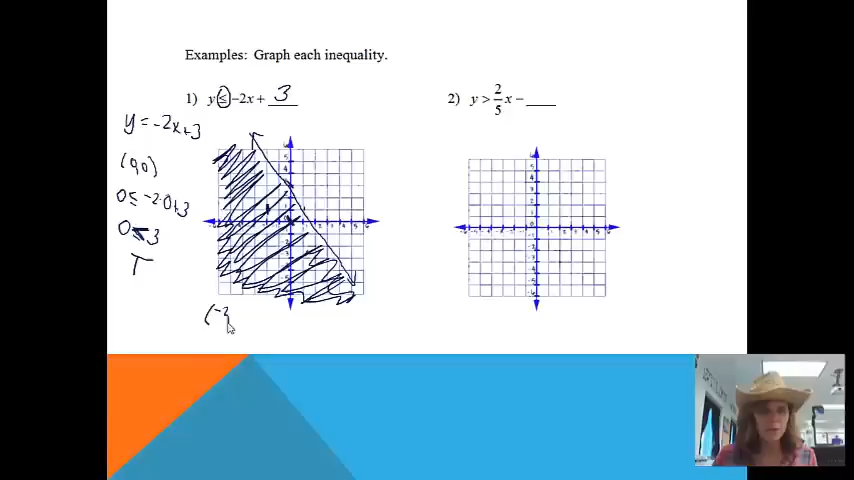 Examples: Graph each inequality.
1) y ≤ -2x + 3
2) y > 2/5 x - ____
y = -2x+3
(0,0)
0 ≤ -2·0+3
0 ≤ 3
T
(-2